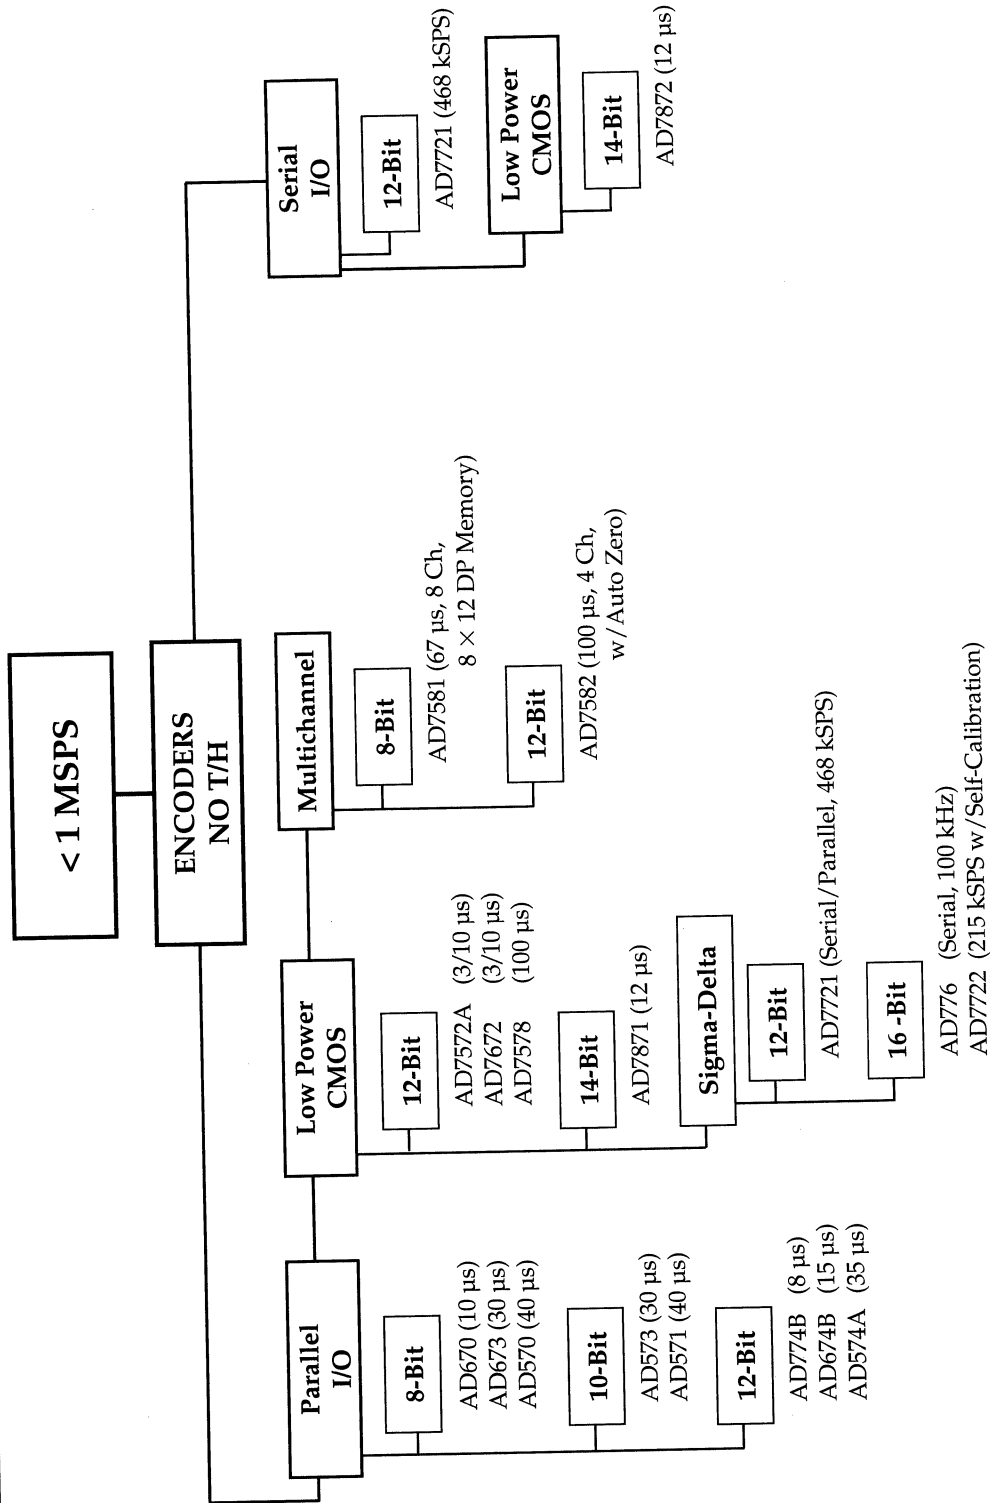 < 1 MSPS
ENCODERS
NO T/H
Parallel
I/O
8-Bit
AD670 (10 µs)
AD673 (30 µs)
AD570 (40 µs)
10-Bit
AD573 (30 µs)
AD571 (40 µs)
12-Bit
AD774B (8 µs)
AD674B (15 µs)
AD574A (35 µs)
Low Power
CMOS
12-Bit
AD7572A (3/10 µs)
AD7672 (3/10 µs)
AD7578 (100 µs)
14-Bit
AD7871 (12 µs)
Sigma-Delta
12-Bit
AD7721 (Serial/Parallel, 468 kSPS)
16 -Bit
AD776 (Serial, 100 kHz)
AD7722 (215 kSPS w/Self-Calibration)
Multichannel
8-Bit
AD7581 (67 µs, 8 Ch,
8 × 12 DP Memory)
12-Bit
AD7582 (100 µs, 4 Ch,
w/Auto Zero)
Serial
I/O
12-Bit
AD7721 (468 kSPS)
Low Power
CMOS
14-Bit
AD7872 (12 µs)